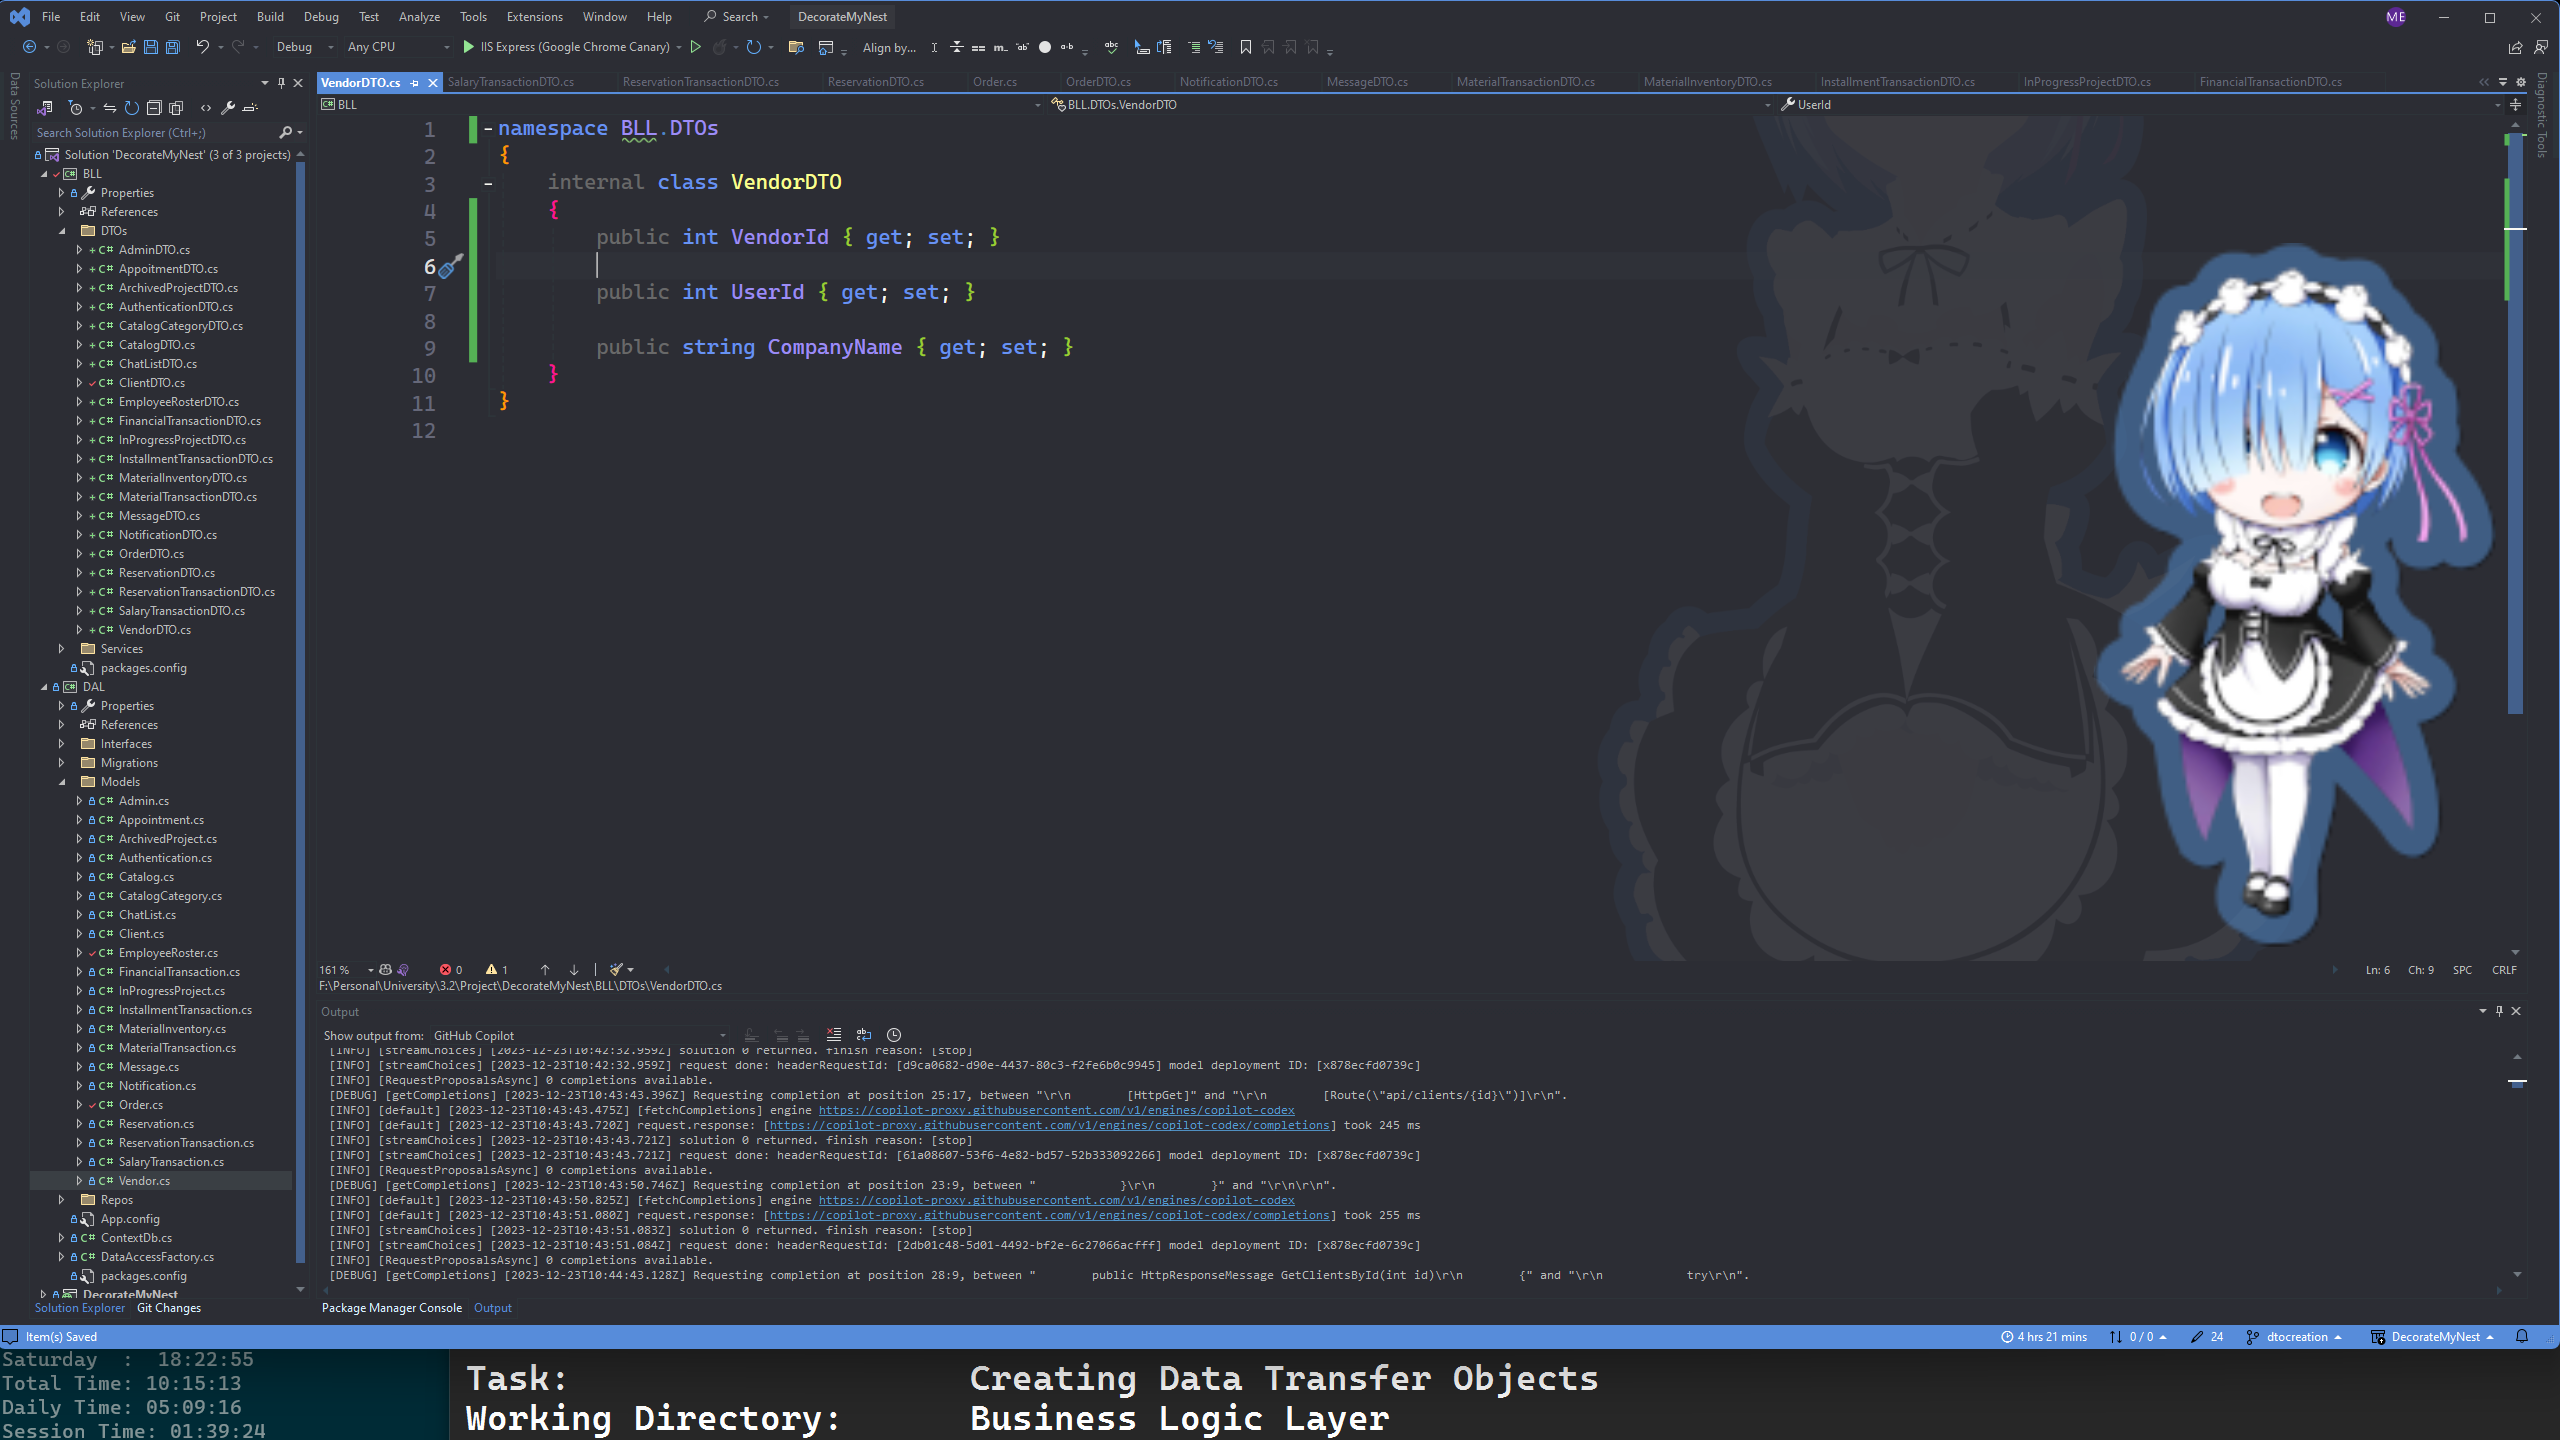 File Edit View Git Project Build Debug Test Analyze Tools Extensions Window Help Search DecorateMyNest ME
Debug Any CPU IIS Express (Google Chrome Canary) Align by...
Data Sources
Solution Explorer
Search Solution Explorer (Ctrl+;)
Solution 'DecorateMyNest' (3 of 3 projects)
BLL
Properties
References
DTOs
AdminDTO.cs
AppoitmentDTO.cs
ArchivedProjectDTO.cs
AuthenticationDTO.cs
CatalogCategoryDTO.cs
CatalogDTO.cs
ChatListDTO.cs
ClientDTO.cs
EmployeeRosterDTO.cs
FinancialTransactionDTO.cs
InProgressProjectDTO.cs
InstallmentTransactionDTO.cs
MaterialInventoryDTO.cs
MaterialTransactionDTO.cs
MessageDTO.cs
NotificationDTO.cs
OrderDTO.cs
ReservationDTO.cs
ReservationTransactionDTO.cs
SalaryTransactionDTO.cs
VendorDTO.cs
Services
packages.config
DAL
Properties
References
Interfaces
Migrations
Models
Admin.cs
Appointment.cs
ArchivedProject.cs
Authentication.cs
Catalog.cs
CatalogCategory.cs
ChatList.cs
Client.cs
EmployeeRoster.cs
FinancialTransaction.cs
InProgressProject.cs
InstallmentTransaction.cs
MaterialInventory.cs
MaterialTransaction.cs
Message.cs
Notification.cs
Order.cs
Reservation.cs
ReservationTransaction.cs
SalaryTransaction.cs
Vendor.cs
Repos
App.config
ContextDb.cs
DataAccessFactory.cs
packages.config
DecorateMyNest
Solution Explorer Git Changes
VendorDTO.cs SalaryTransactionDTO.cs ReservationTransactionDTO.cs ReservationDTO.cs Order.cs OrderDTO.cs NotificationDTO.cs MessageDTO.cs MaterialTransactionDTO.cs MaterialInventoryDTO.cs InstallmentTransactionDTO.cs InProgressProjectDTO.cs FinancialTransactionDTO.cs
BLL BLL.DTOs.VendorDTO UserId
Diagnostic Tools
1 namespace BLL.DTOs
2 {
3 internal class VendorDTO
4 {
5 public int VendorId { get; set; }
6
7 public int UserId { get; set; }
8
9 public string CompanyName { get; set; }
10 }
11 }
12
161 % 0 1 Ln: 6 Ch: 9 SPC CRLF
F:\Personal\University\3.2\Project\DecorateMyNest\BLL\DTOs\VendorDTO.cs
Output
Show output from: GitHub Copilot
[INFO] [streamChoices] [2023-12-23T10:42:32.959Z] solution 0 returned. finish reason: [stop]
[INFO] [streamChoices] [2023-12-23T10:42:32.959Z] request done: headerRequestId: [d9ca0682-d90e-4437-80c3-f2fe6b0c9945] model deployment ID: [x878ecfd0739c]
[INFO] [RequestProposalsAsync] 0 completions available.
[DEBUG] [getCompletions] [2023-12-23T10:43:43.396Z] Requesting completion at position 25:17, between "\r\n        [HttpGet]" and "\r\n        [Route(\"api/clients/{id}\")]\r\n".
[INFO] [default] [2023-12-23T10:43:43.475Z] [fetchCompletions] engine https://copilot-proxy.githubusercontent.com/v1/engines/copilot-codex
[INFO] [default] [2023-12-23T10:43:43.720Z] request.response: [https://copilot-proxy.githubusercontent.com/v1/engines/copilot-codex/completions] took 245 ms
[INFO] [streamChoices] [2023-12-23T10:43:43.721Z] solution 0 returned. finish reason: [stop]
[INFO] [streamChoices] [2023-12-23T10:43:43.721Z] request done: headerRequestId: [61a08607-53f6-4e82-bd57-52b333092266] model deployment ID: [x878ecfd0739c]
[INFO] [RequestProposalsAsync] 0 completions available.
[DEBUG] [getCompletions] [2023-12-23T10:43:50.746Z] Requesting completion at position 23:9, between "            }\r\n        }" and "\r\n\r\n".
[INFO] [default] [2023-12-23T10:43:50.825Z] [fetchCompletions] engine https://copilot-proxy.githubusercontent.com/v1/engines/copilot-codex
[INFO] [default] [2023-12-23T10:43:51.080Z] request.response: [https://copilot-proxy.githubusercontent.com/v1/engines/copilot-codex/completions] took 255 ms
[INFO] [streamChoices] [2023-12-23T10:43:51.083Z] solution 0 returned. finish reason: [stop]
[INFO] [streamChoices] [2023-12-23T10:43:51.084Z] request done: headerRequestId: [2db01c48-5d01-4492-bf2e-6c27066acfff] model deployment ID: [x878ecfd0739c]
[INFO] [RequestProposalsAsync] 0 completions available.
[DEBUG] [getCompletions] [2023-12-23T10:44:43.128Z] Requesting completion at position 28:9, between "        public HttpResponseMessage GetClientsById(int id)\r\n        {" and "\r\n            try\r\n".
Package Manager Console Output
Item(s) Saved 4 hrs 21 mins 0 / 0 24 dtocreation DecorateMyNest
Saturday : 18:22:55
Total Time: 10:15:13
Daily Time: 05:09:16
Session Time: 01:39:24
Task: Creating Data Transfer Objects
Working Directory: Business Logic Layer